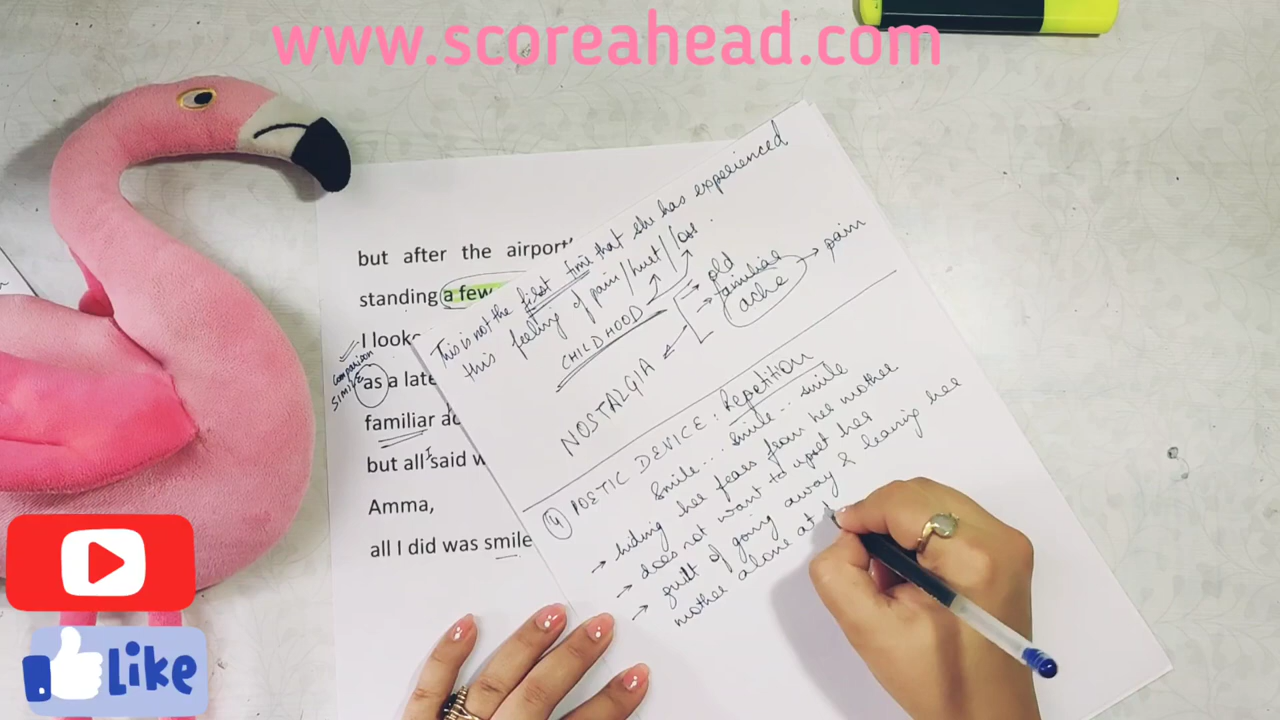 www.scoreahead.com
but after the airport
standing a few
I look
Comparison
SIMILE
as a late
familiar
but all I said w
Amma,
all I did was smile
This is not the first time that she has experienced
this feeling of pain/hurt/loss.
CHILDHOOD
old
familiar
ache
pain
NOSTALGIA
4 POETIC DEVICE: Repetition
Smile... smile... smile
→ hiding her fears from her mother
→ does not want to upset her
→ guilt of going away & leaving her
mother alone at
Like